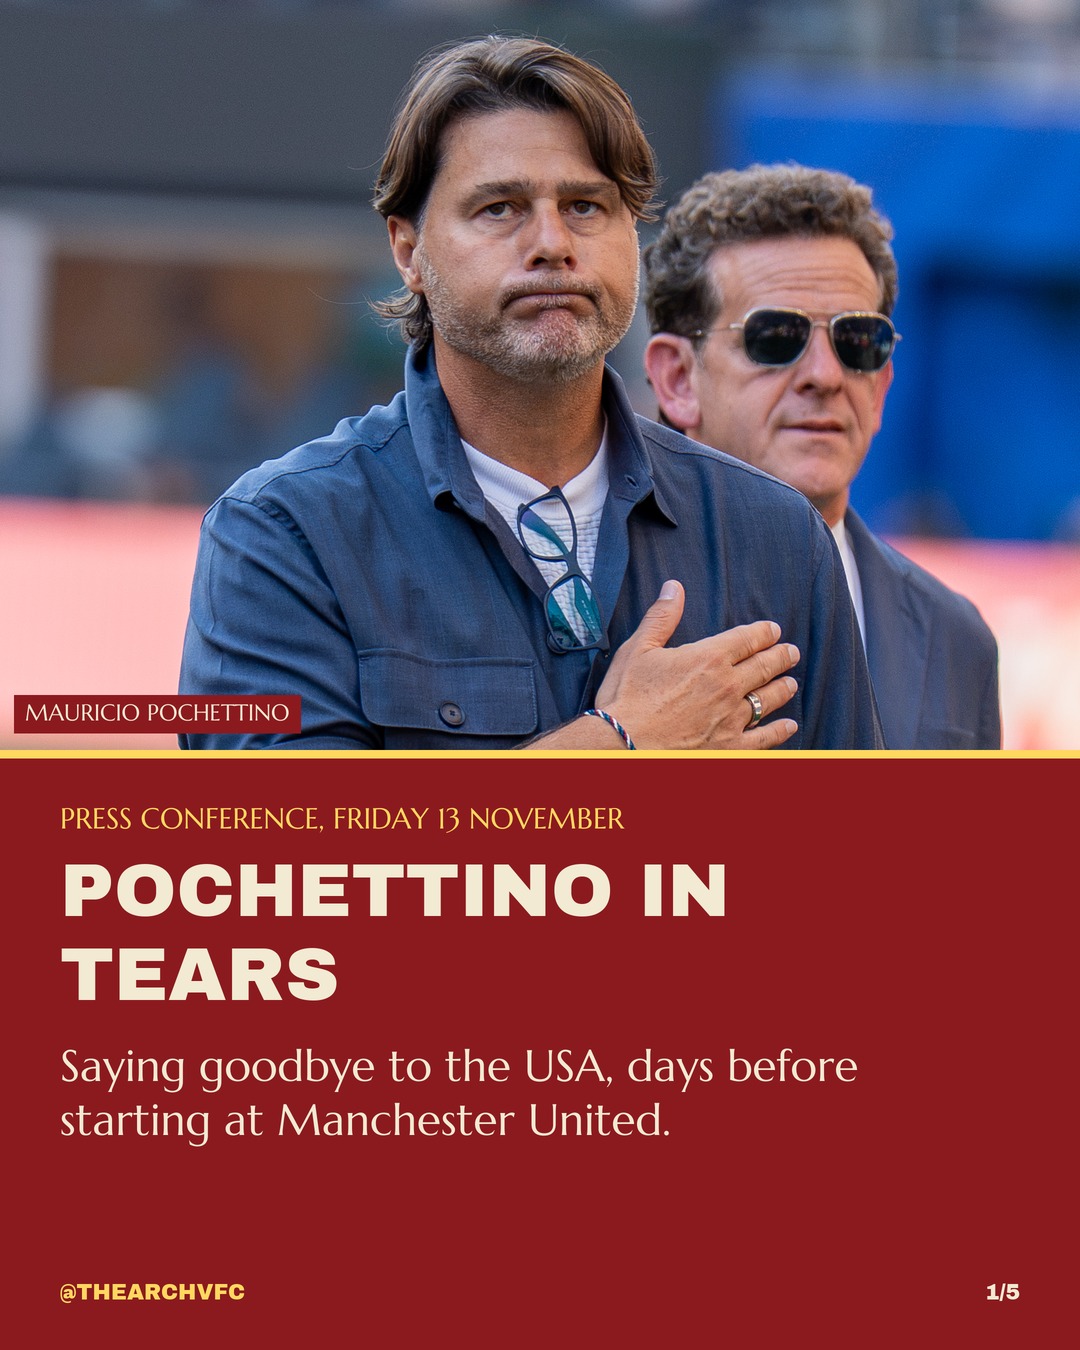 MAURICIO POCHETTINO
PRESS CONFERENCE, FRIDAY 13 NOVEMBER
POCHETTINO IN
TEARS
Saying goodbye to the USA, days before
starting at Manchester United.
@THEARCHVFC
1/5